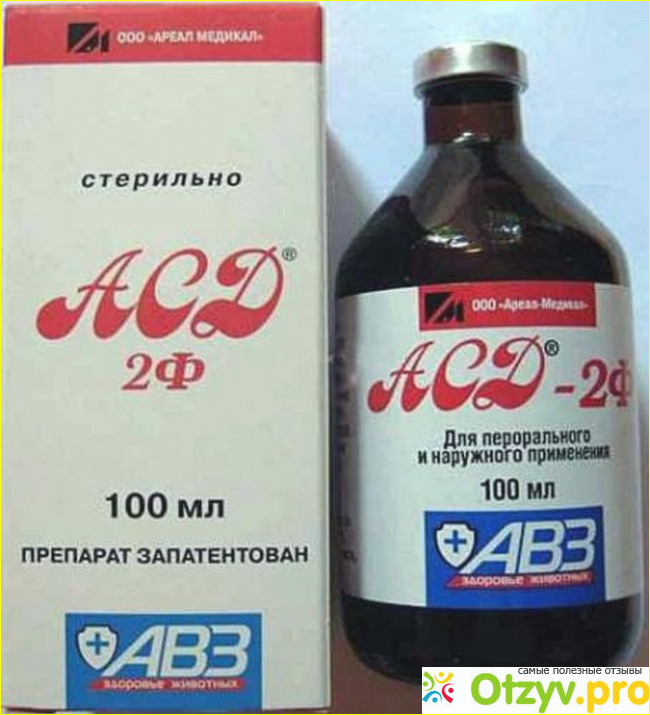 ООО «АРЕАЛ МЕДИКАЛ»
стерильно
АСД®
2Ф
100 мл
ПРЕПАРАТ ЗАПАТЕНТОВАН
АВЗ
ЗДОРОВЬЕ ЖИВОТНЫХ
ООО «Ареал-Медикал»
АСД®-2Ф
Для перорального
и наружного применения
100 мл
АВЗ
ЗДОРОВЬЕ ЖИВОТНЫХ
самые полезные отзывы
Otzyv.pro